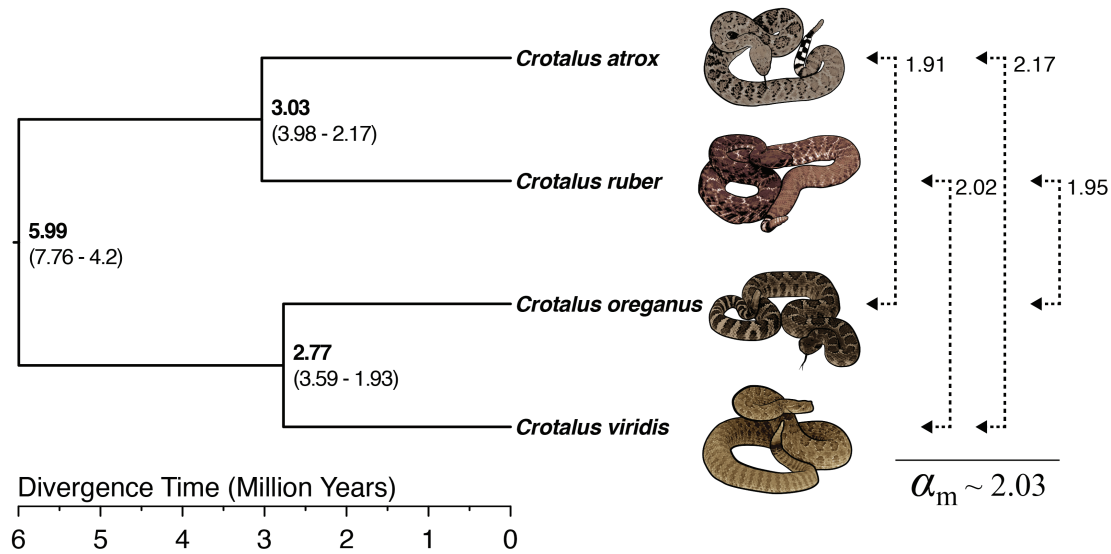 Crotalus atrox
1.91
2.17
3.03
(3.98 - 2.17)
Crotalus ruber
2.02
1.95
5.99
(7.76 - 4.2)
Crotalus oreganus
2.77
(3.59 - 1.93)
Crotalus viridis
αm ~ 2.03
Divergence Time (Million Years)
6 5 4 3 2 1 0